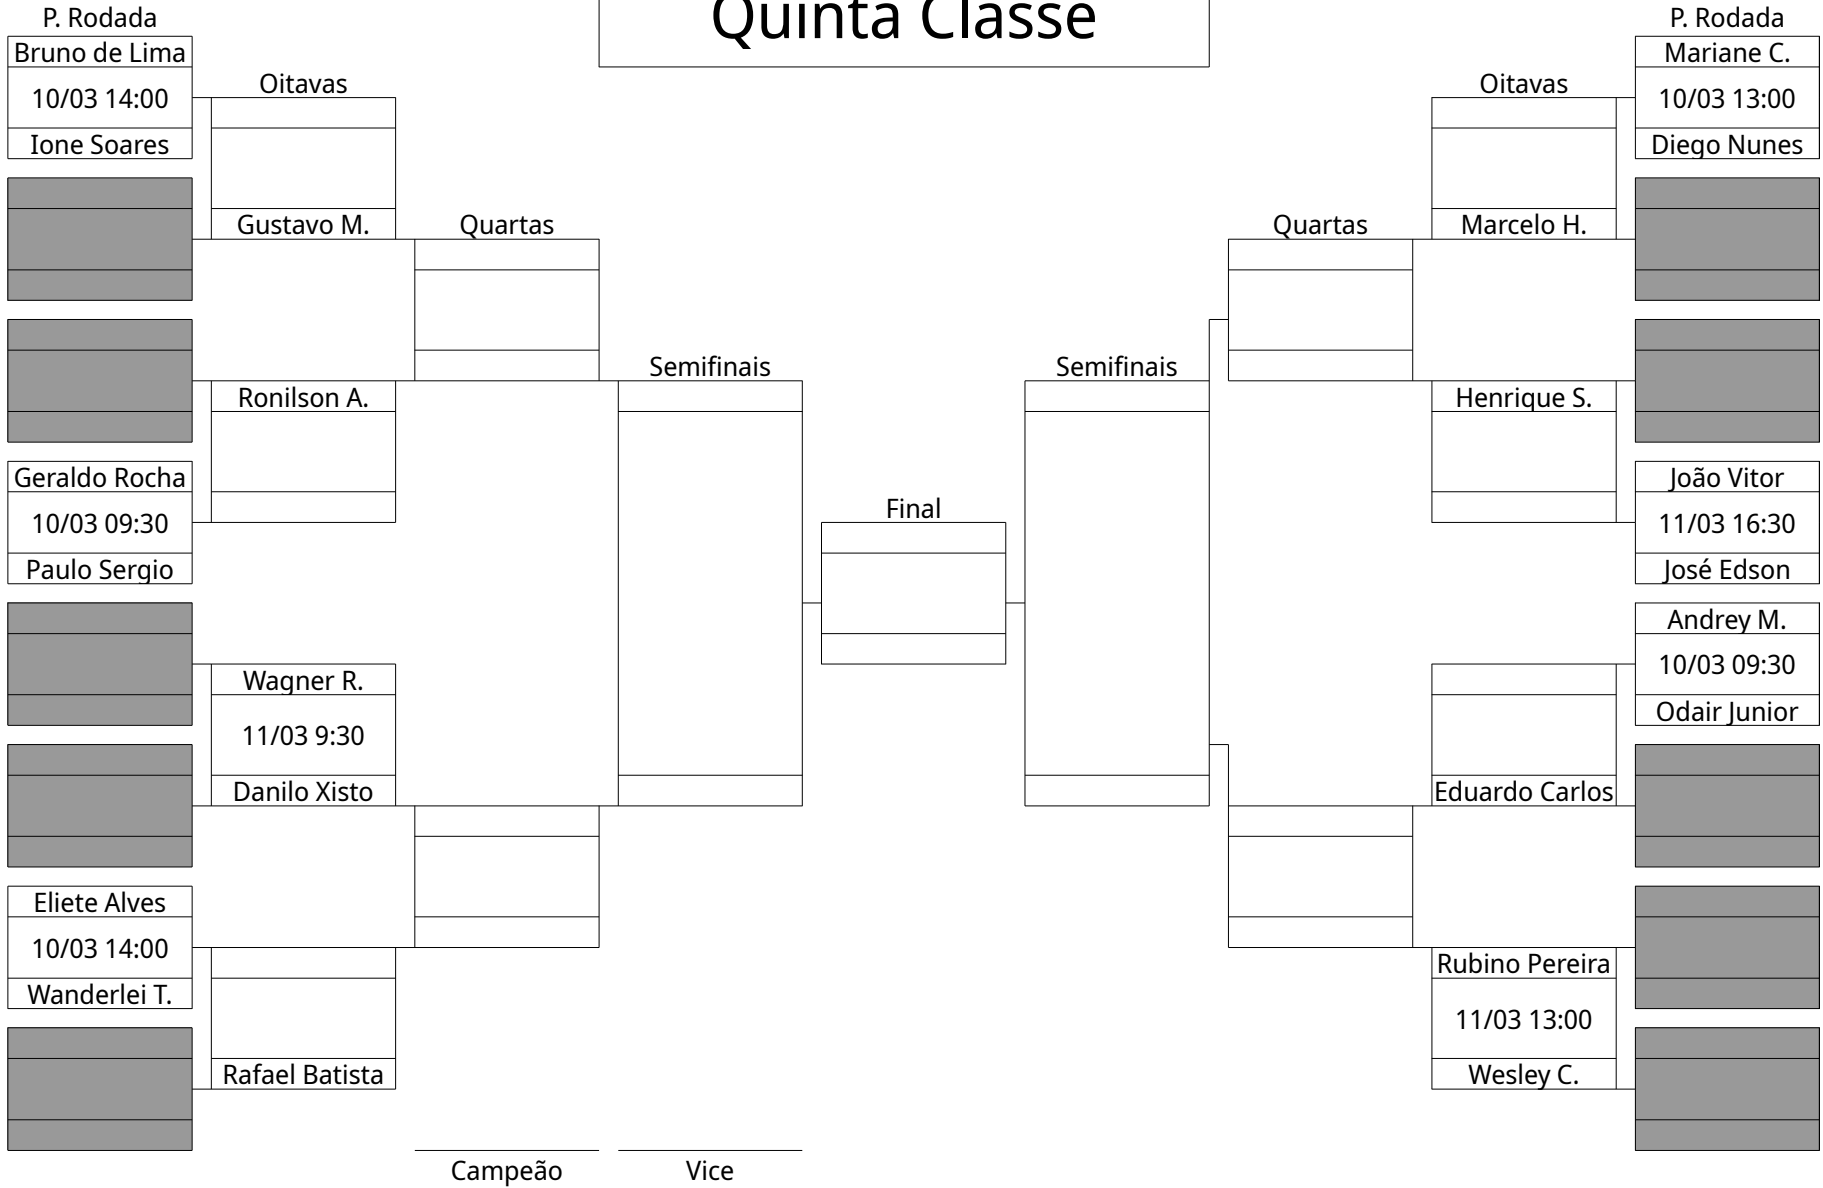 P. Rodada
Quinta Classe
P. Rodada
Bruno de Lima
10/03 14:00
Ione Soares
Oitavas
Gustavo M.
Quartas
Ronilson A.
Geraldo Rocha
10/03 09:30
Paulo Sergio
Semifinais
Wagner R.
11/03 9:30
Danilo Xisto
Eliete Alves
10/03 14:00
Wanderlei T.
Rafael Batista
Final
Semifinais
Quartas
Oitavas
Mariane C.
10/03 13:00
Diego Nunes
Marcelo H.
Henrique S.
João Vitor
11/03 16:30
José Edson
Andrey M.
10/03 09:30
Odair Junior
Eduardo Carlos
Rubino Pereira
11/03 13:00
Wesley C.
Campeão
Vice